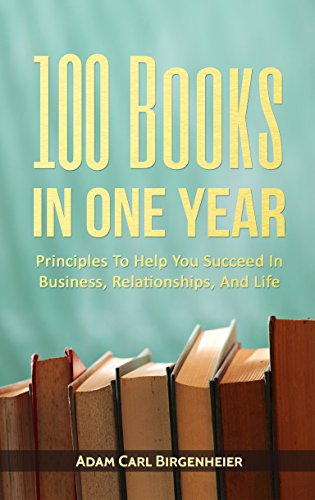 100 Books
in One Year
Principles To Help You Succeed In
Business, Relationships, And Life
Adam Carl Birgenheier